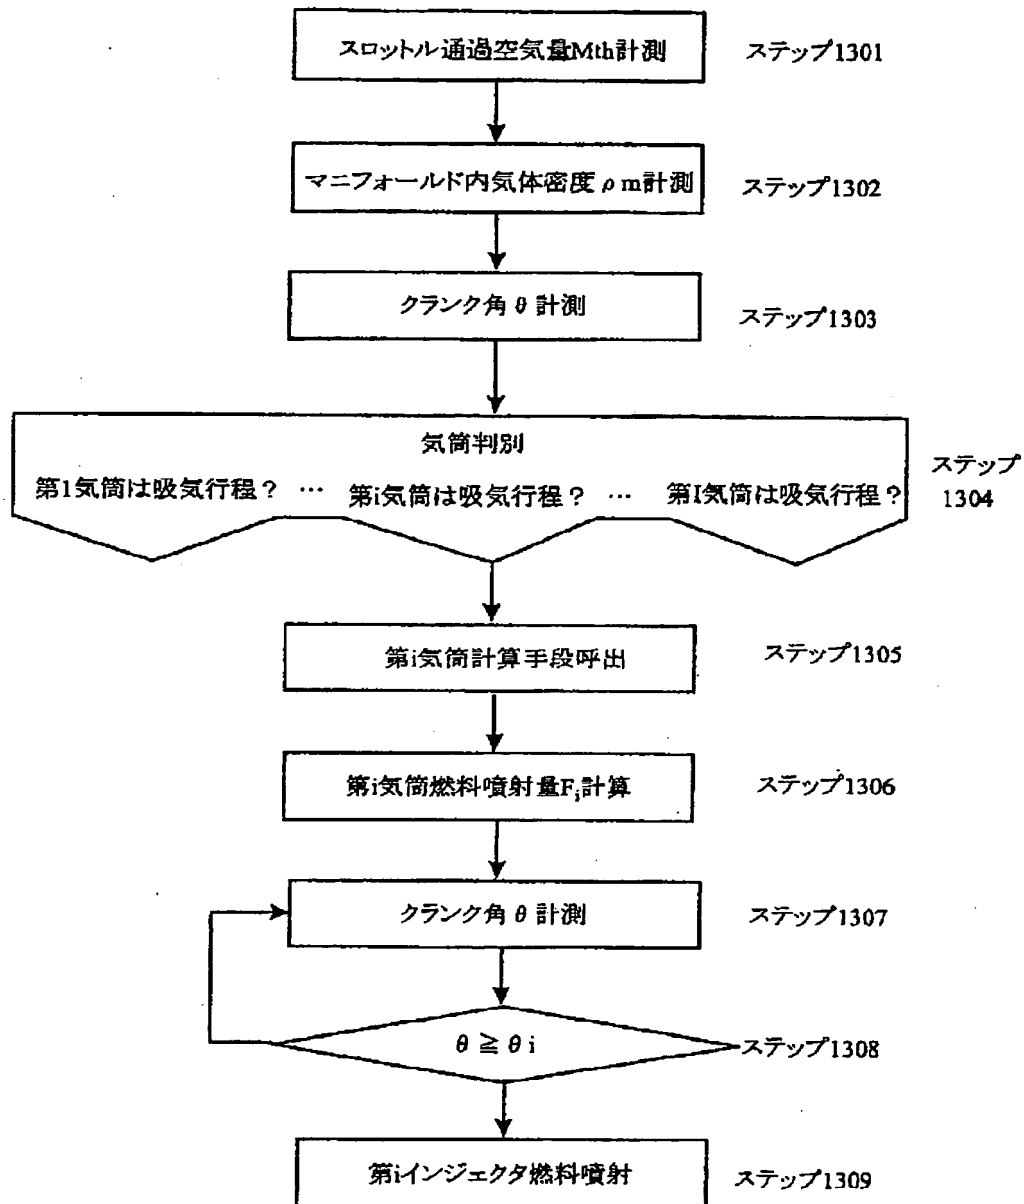 スロットル通過空気量Mth計測 ステップ1301
マニフォールド内気体密度ρm計測 ステップ1302
クランク角θ計測 ステップ1303
気筒判別
第1気筒は吸気行程? … 第i気筒は吸気行程? … 第I気筒は吸気行程?
ステップ
1304
第i気筒計算手段呼出 ステップ1305
第i気筒燃料噴射量Fi計算 ステップ1306
クランク角θ計測 ステップ1307
θ≧θi ステップ1308
第iインジェクタ燃料噴射 ステップ1309